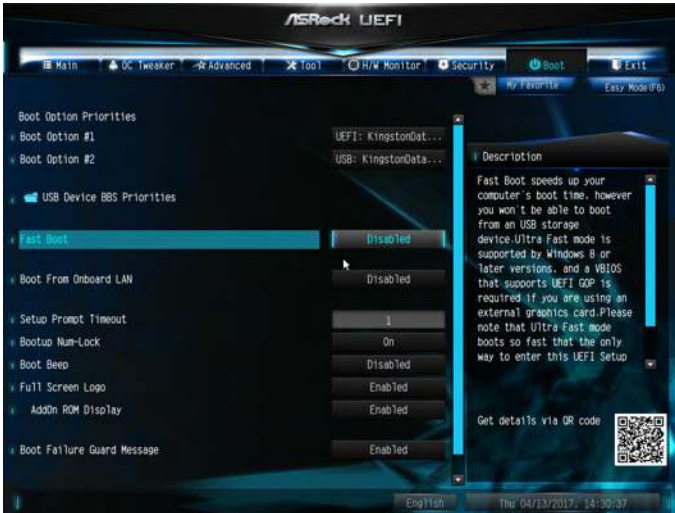 ASRock UEFI
Main OC Tweaker Advanced Tool H/W Monitor Security Boot Exit
My Favorite Easy Mode(F6)
Boot Option Priorities
Boot Option #1 UEFI: KingstonDat...
Boot Option #2 USB: KingstonData...
USB Device BBS Priorities
Fast Boot Disabled
Boot From Onboard LAN Disabled
Setup Prompt Timeout 1
Bootup Num-Lock On
Boot Beep Disabled
Full Screen Logo Enabled
AddOn ROM Display Enabled
Boot Failure Guard Message Enabled
Description
Fast Boot speeds up your
computer's boot time. however
you won't be able to boot
from an USB storage
device.Ultra Fast mode is
supported by Windows 8 or
later versions. and a VBIOS
that supports UEFI GOP is
required if you are using an
external graphics card.Please
note that Ultra Fast mode
boots so fast that the only
way to enter this UEFI Setup
Get details via QR code
English Thu 04/13/2017. 14:30:37